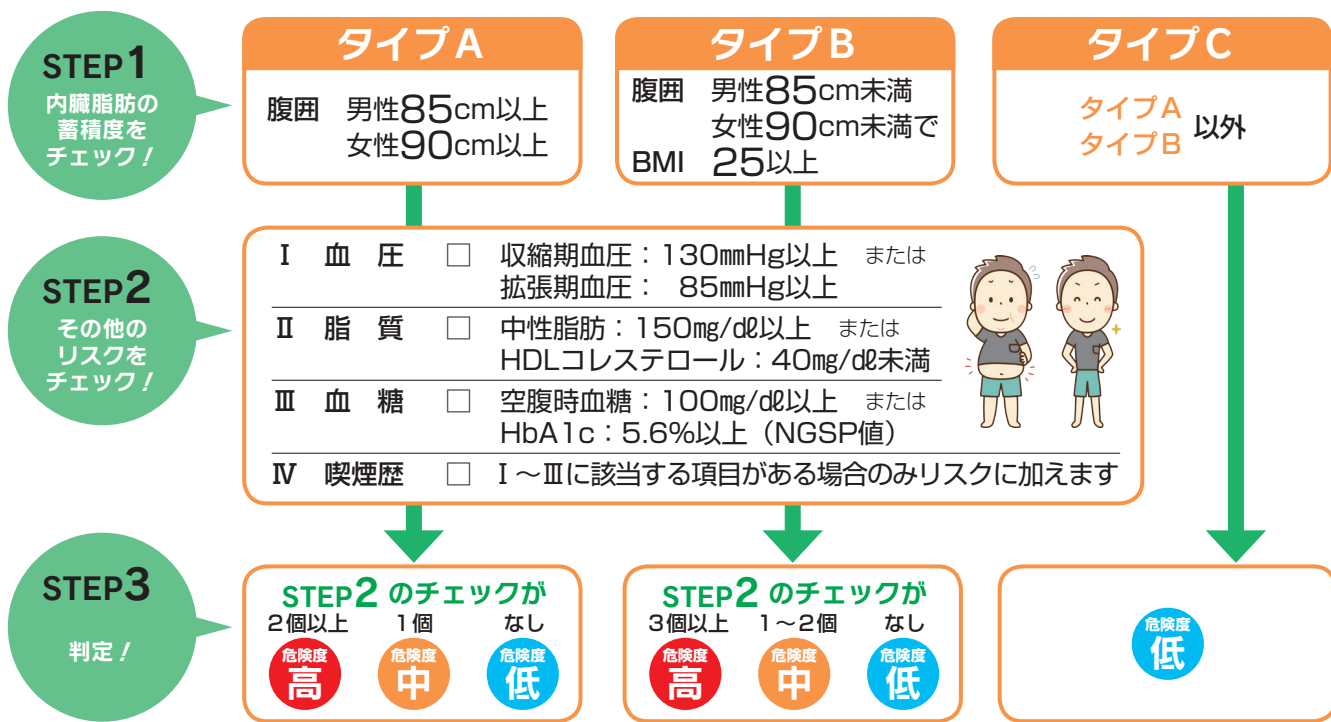 STEP1
内臓脂肪の
蓄積度を
チェック！
タイプA
腹囲 男性85cm以上
女性90cm以上
タイプB
腹囲 男性85cm未満
女性90cm未満で
BMI 25以上
タイプC
タイプA
タイプB
以外
STEP2
その他の
リスクを
チェック！
Ⅰ 血圧 □ 収縮期血圧：130mmHg以上 または
拡張期血圧： 85mmHg以上
Ⅱ 脂質 □ 中性脂肪：150mg/dℓ以上 または
HDLコレステロール：40mg/dℓ未満
Ⅲ 血糖 □ 空腹時血糖：100mg/dℓ以上 または
HbA1c：5.6%以上（NGSP値）
Ⅳ 喫煙歴 □ Ⅰ～Ⅲに該当する項目がある場合のみリスクに加えます
STEP3
判定！
STEP2のチェックが
2個以上 1個 なし
危険度 危険度 危険度
高 中 低
STEP2のチェックが
3個以上 1～2個 なし
危険度 危険度 危険度
高 中 低
危険度
低